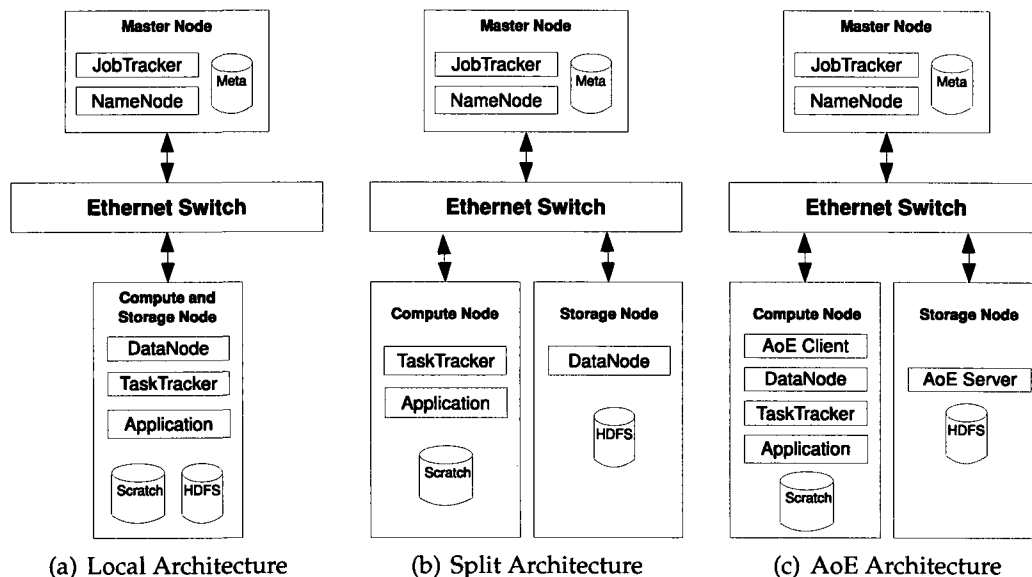 Master Node
JobTracker
NameNode
Meta
Ethernet Switch
Compute and
Storage Node
DataNode
TaskTracker
Application
Scratch
HDFS
(a) Local Architecture
Master Node
JobTracker
NameNode
Meta
Ethernet Switch
Compute Node
TaskTracker
Application
Scratch
Storage Node
DataNode
HDFS
(b) Split Architecture
Master Node
JobTracker
NameNode
Meta
Ethernet Switch
Compute Node
AoE Client
DataNode
TaskTracker
Application
Scratch
Storage Node
AoE Server
HDFS
(c) AoE Architecture